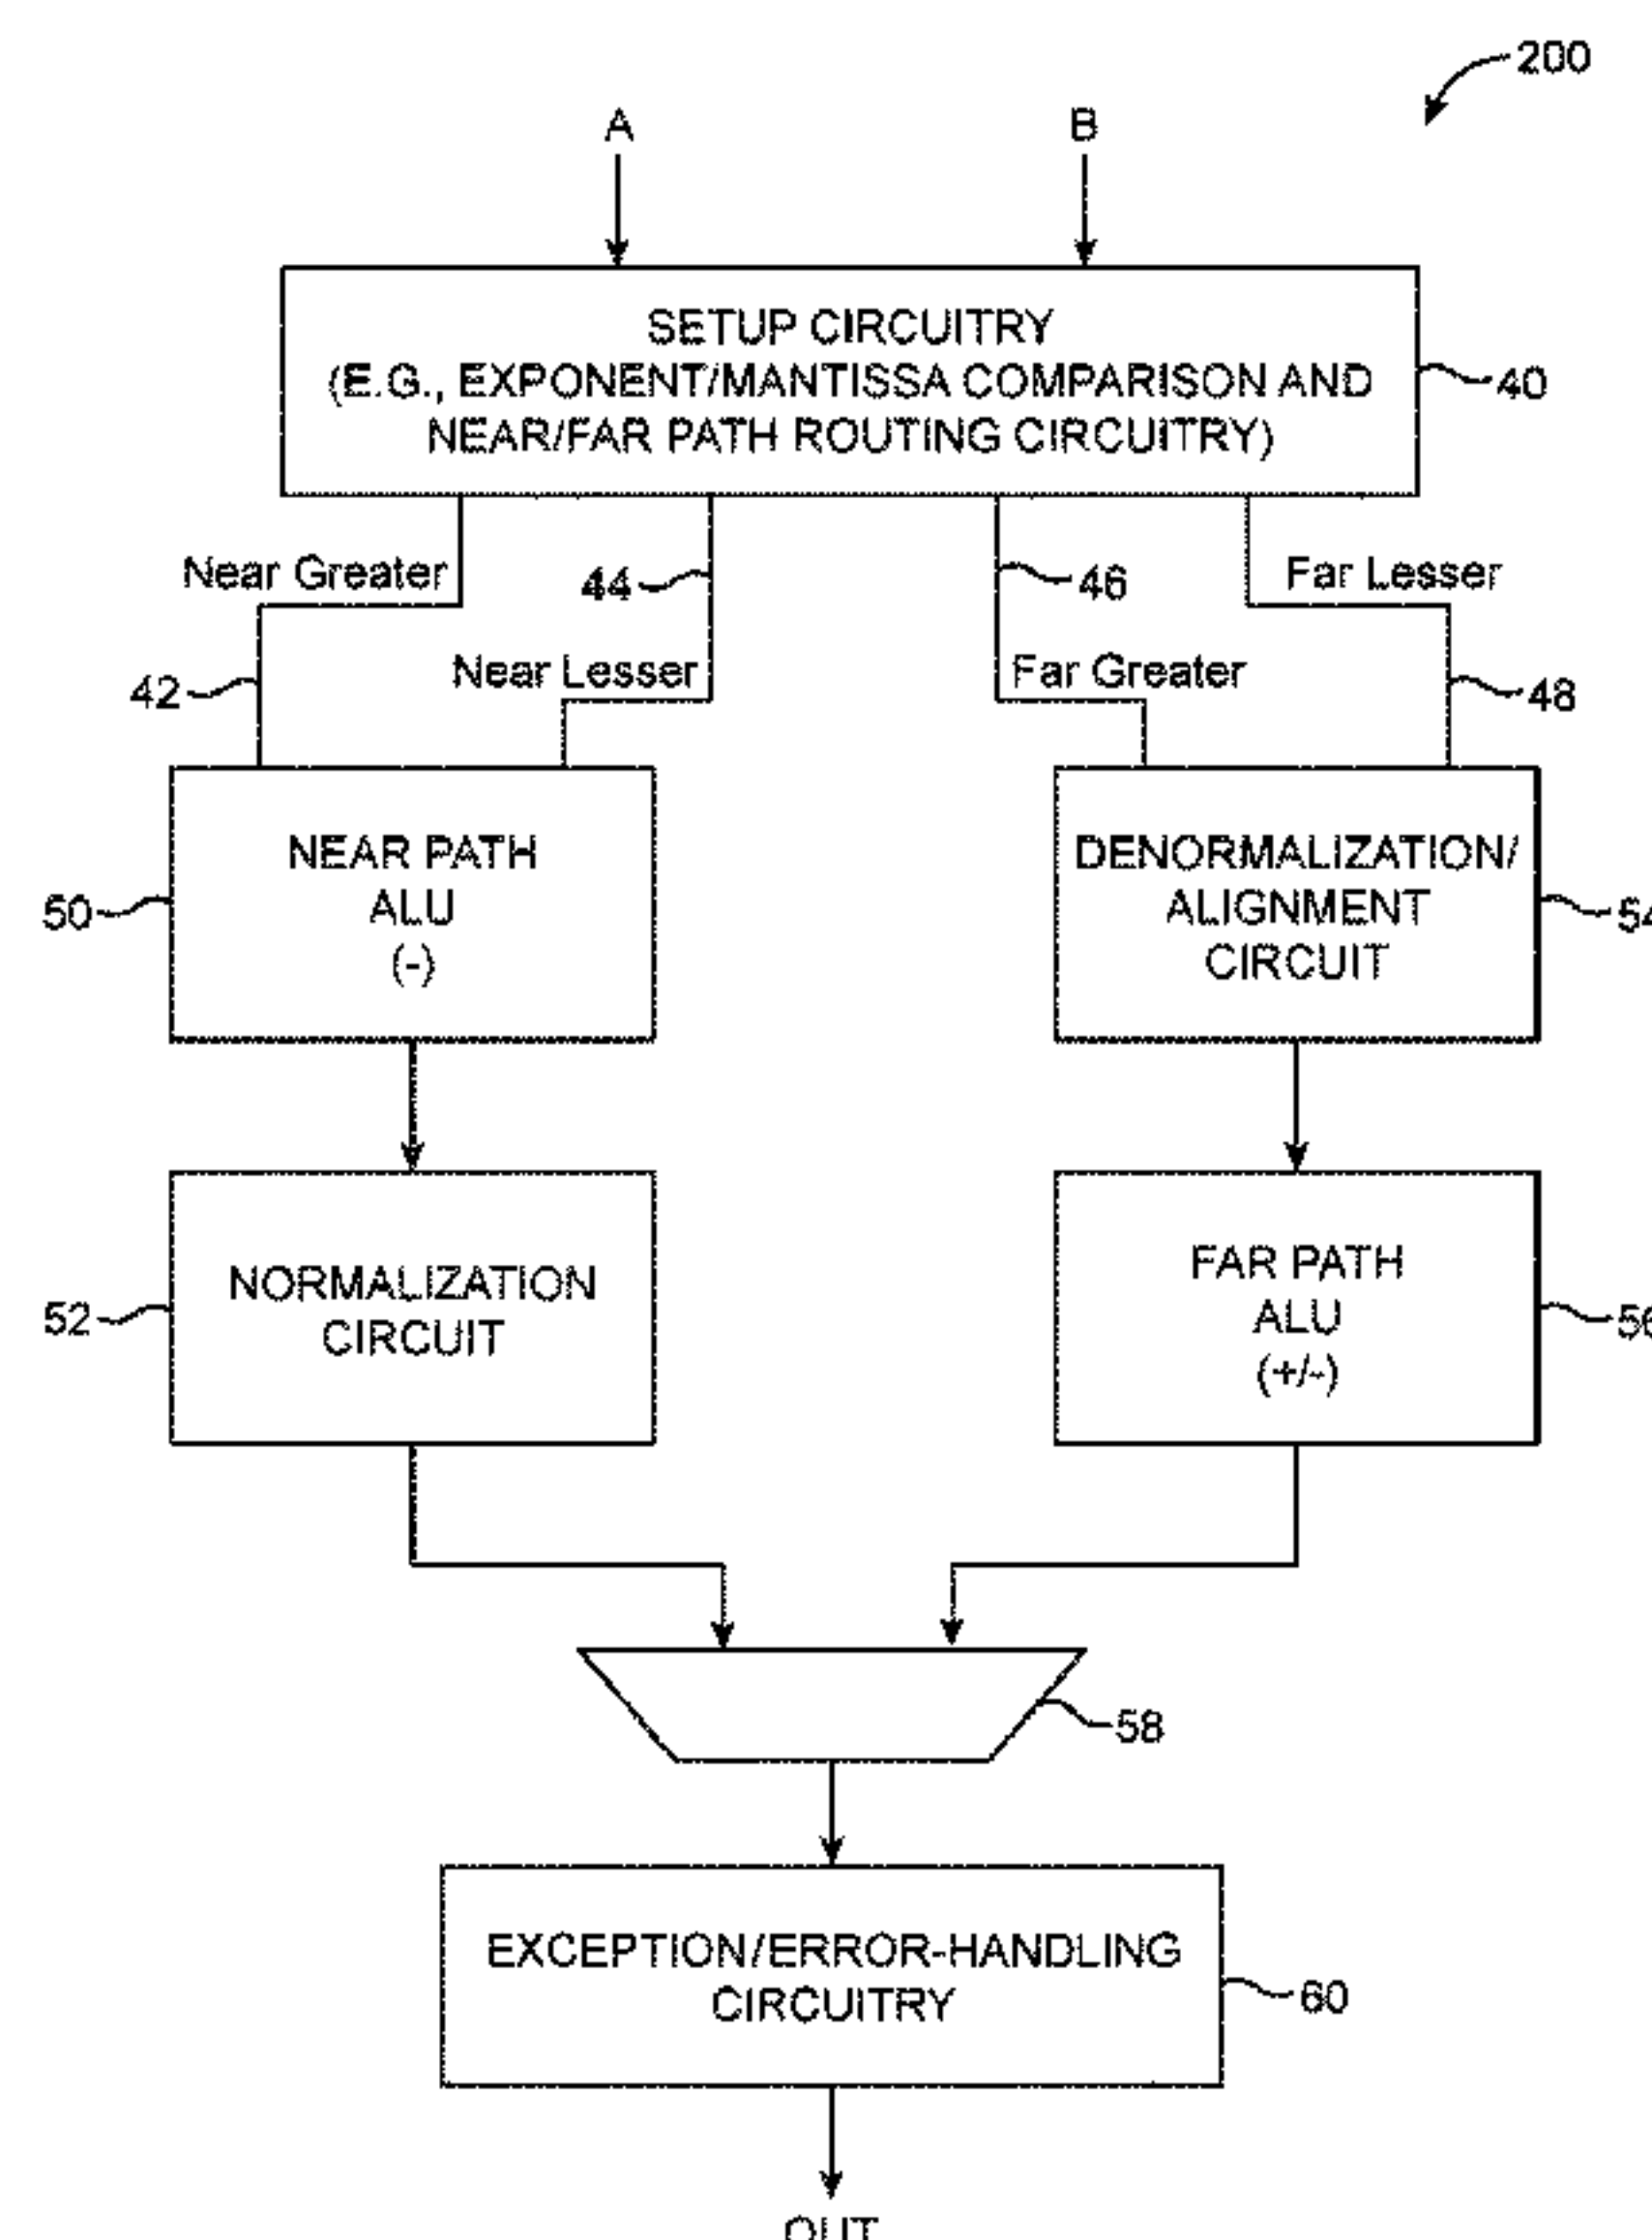 200
A
B
SETUP CIRCUITRY
(E.G., EXPONENT/MANTISSA COMPARISON AND
NEAR/FAR PATH ROUTING CIRCUITRY)
40
Near Greater
44
46
Far Lesser
42
Near Lesser
Far Greater
48
NEAR PATH
ALU
(-)
50
DENORMALIZATION/
ALIGNMENT
CIRCUIT
54
NORMALIZATION
CIRCUIT
52
FAR PATH
ALU
(+/-)
56
58
EXCEPTION/ERROR-HANDLING
CIRCUITRY
60
OUT